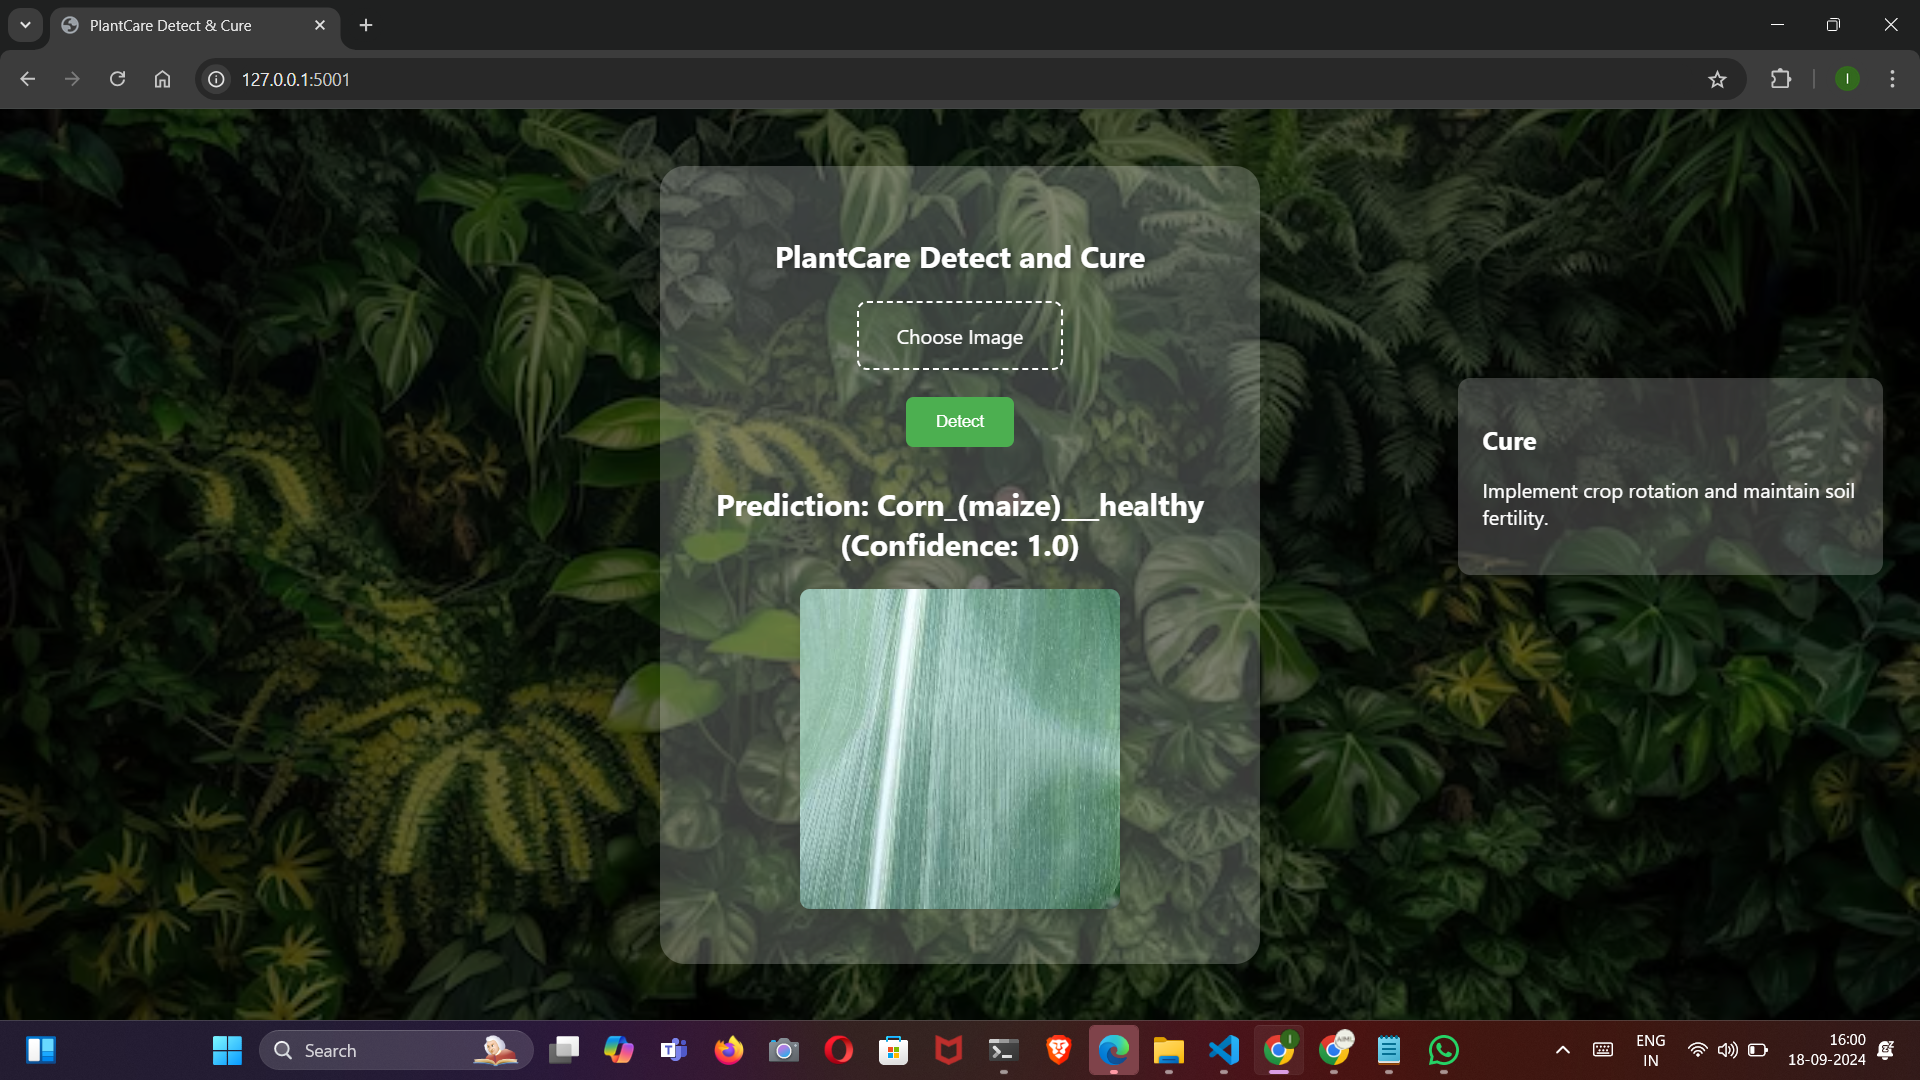 PlantCare Detect & Cure
127.0.0.1:5001
PlantCare Detect and Cure
Choose Image
Detect
Prediction: Corn_(maize)___healthy
(Confidence: 1.0)
Cure
Implement crop rotation and maintain soil
fertility.
Search
ENG
IN
16:00
18-09-2024